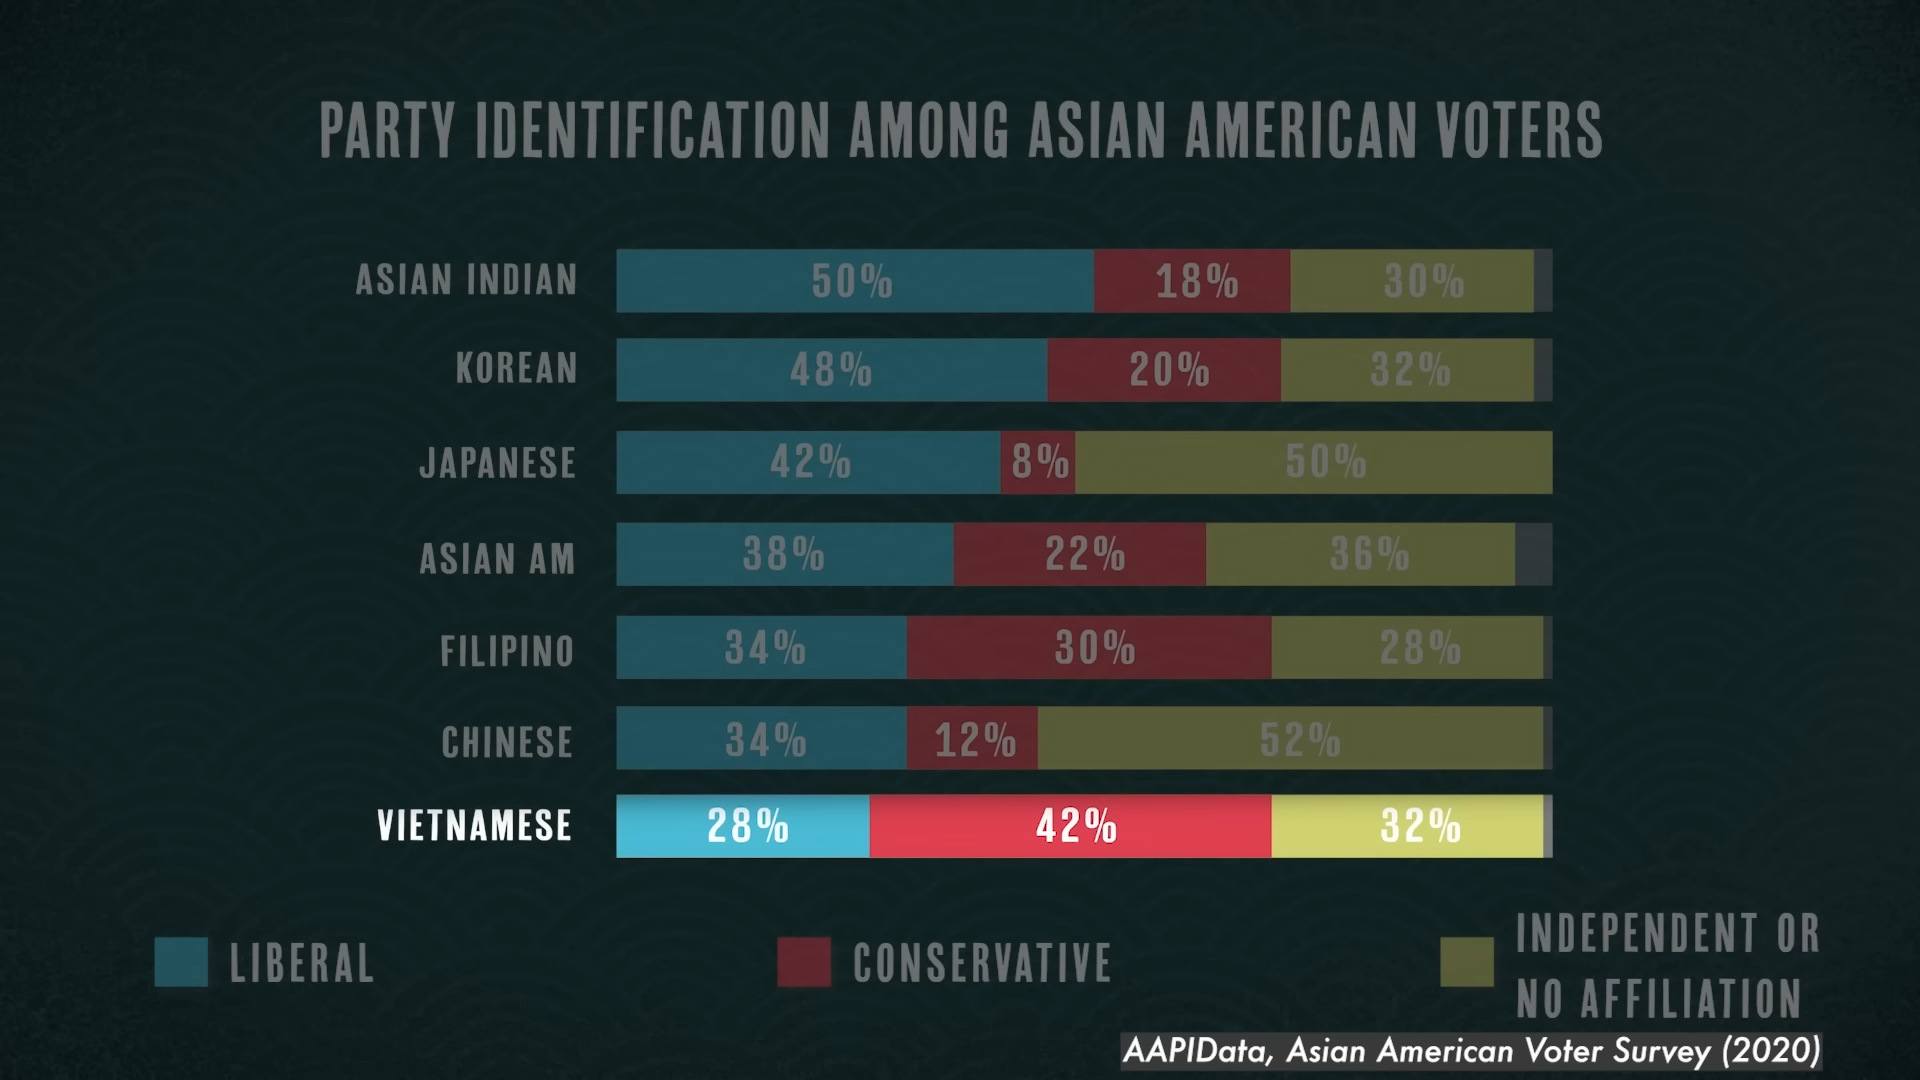 PARTY IDENTIFICATION AMONG ASIAN AMERICAN VOTERS
ASIAN INDIAN 50% 18% 30%
KOREAN 48% 20% 32%
JAPANESE 42% 8% 50%
ASIAN AM 38% 22% 36%
FILIPINO 34% 30% 28%
CHINESE 34% 12% 52%
VIETNAMESE 28% 42% 32%
LIBERAL
CONSERVATIVE
INDEPENDENT OR
NO AFFILIATION
AAPIData, Asian American Voter Survey (2020)